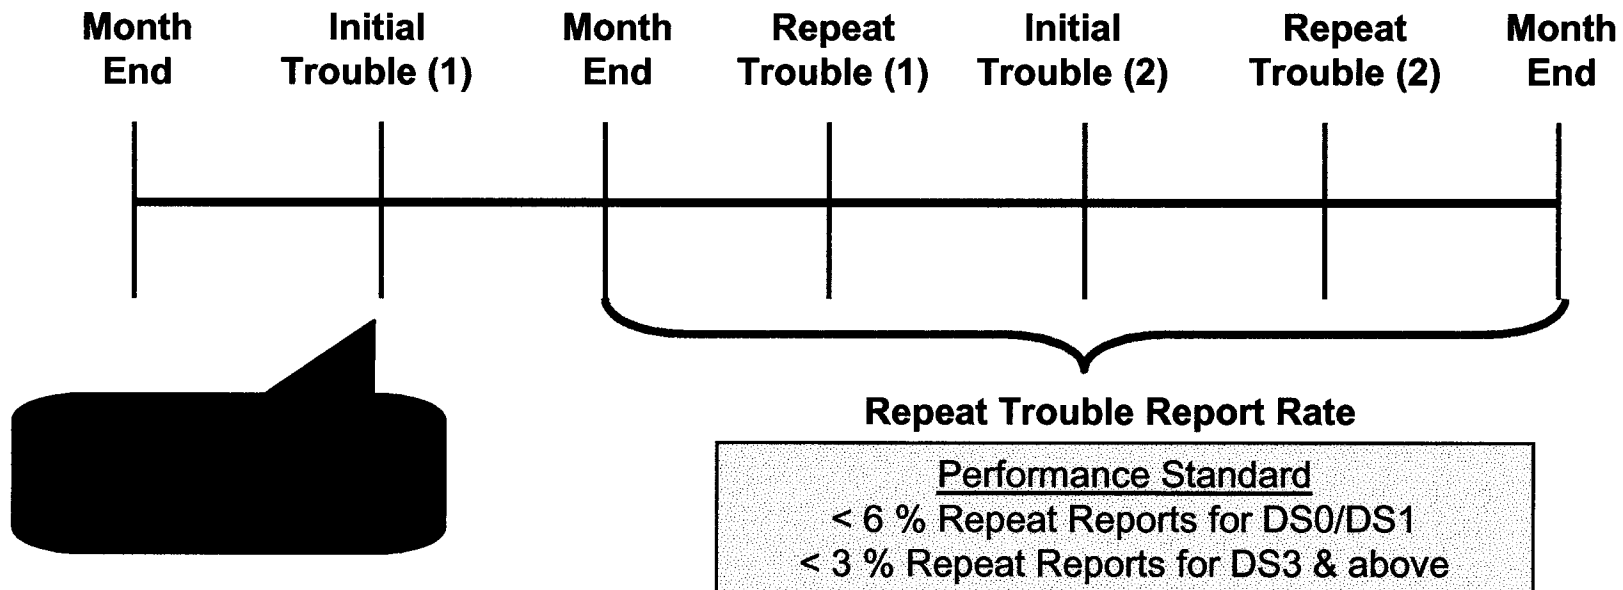 Month End
Initial Trouble (1)
Month End
Repeat Trouble (1)
Initial Trouble (2)
Repeat Trouble (2)
Month End
Repeat Trouble Report Rate
Performance Standard
< 6 % Repeat Reports for DS0/DS1
< 3 % Repeat Reports for DS3 & above